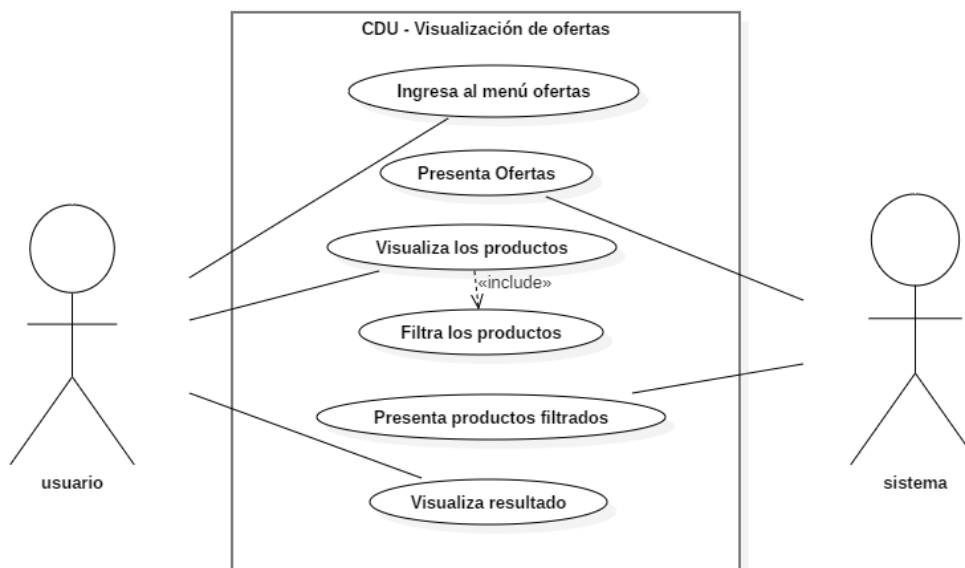 CDU - Visualización de ofertas
Ingresa al menú ofertas
Presenta Ofertas
Visualiza los productos
«include»
Filtra los productos
Presenta productos filtrados
Visualiza resultado
usuario
sistema